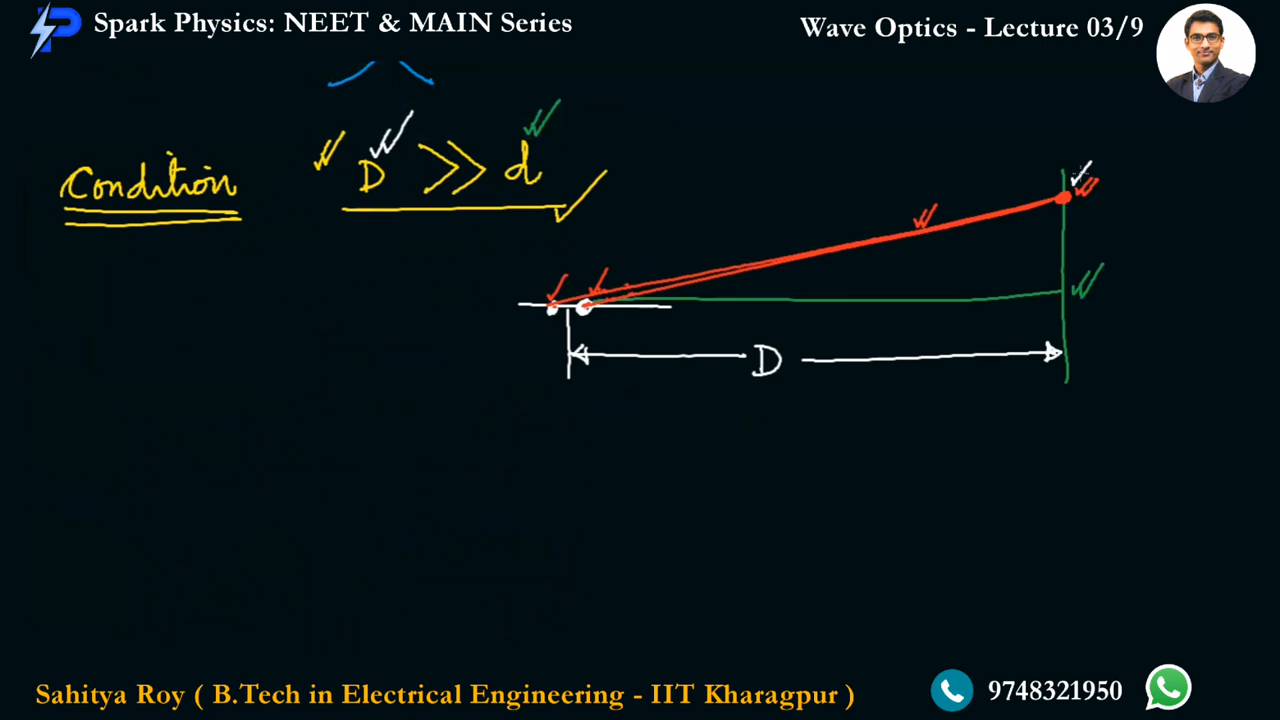 Spark Physics: NEET & MAIN Series
Wave Optics - Lecture 03/9
Condition D >> d
D
Sahitya Roy ( B.Tech in Electrical Engineering - IIT Kharagpur )
9748321950